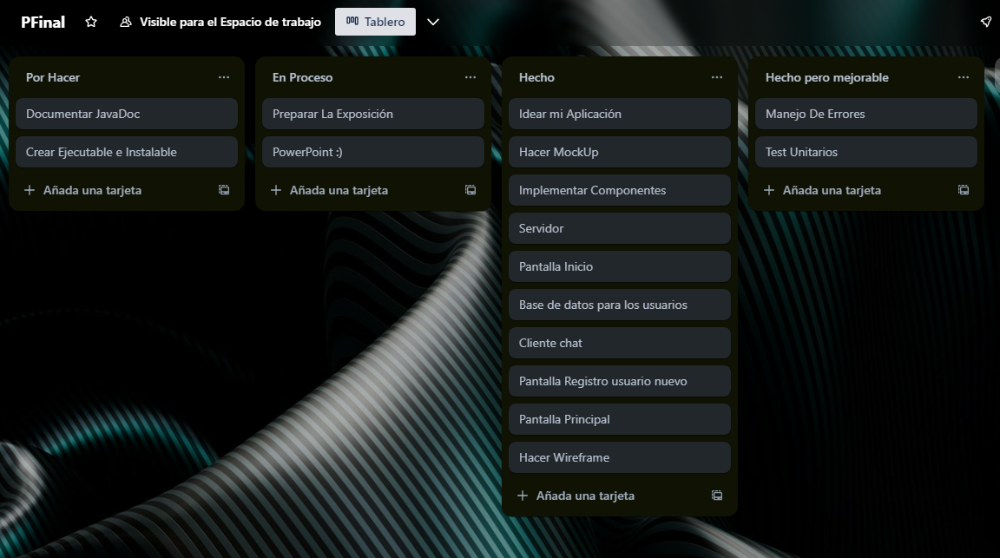 PFinal
Visible para el Espacio de trabajo
Tablero
Por Hacer
Documentar JavaDoc
Crear Ejecutable e Instalable
Añada una tarjeta
En Proceso
Preparar La Exposición
PowerPoint :)
Añada una tarjeta
Hecho
Idear mi Aplicación
Hacer MockUp
Implementar Componentes
Servidor
Pantalla Inicio
Base de datos para los usuarios
Cliente chat
Pantalla Registro usuario nuevo
Pantalla Principal
Hacer Wireframe
Añada una tarjeta
Hecho pero mejorable
Manejo De Errores
Test Unitarios
Añada una tarjeta